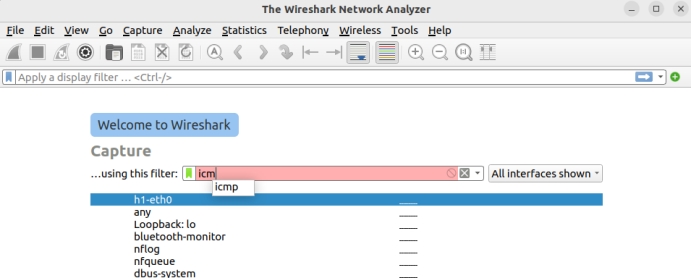 The Wireshark Network Analyzer
File Edit View Go Capture Analyze Statistics Telephony Wireless Tools Help
Apply a display filter … <Ctrl-/>
Welcome to Wireshark
Capture
…using this filter: icm All interfaces shown
icmp
h1-eth0
any
Loopback: lo
bluetooth-monitor
nflog
nfqueue
dbus-system